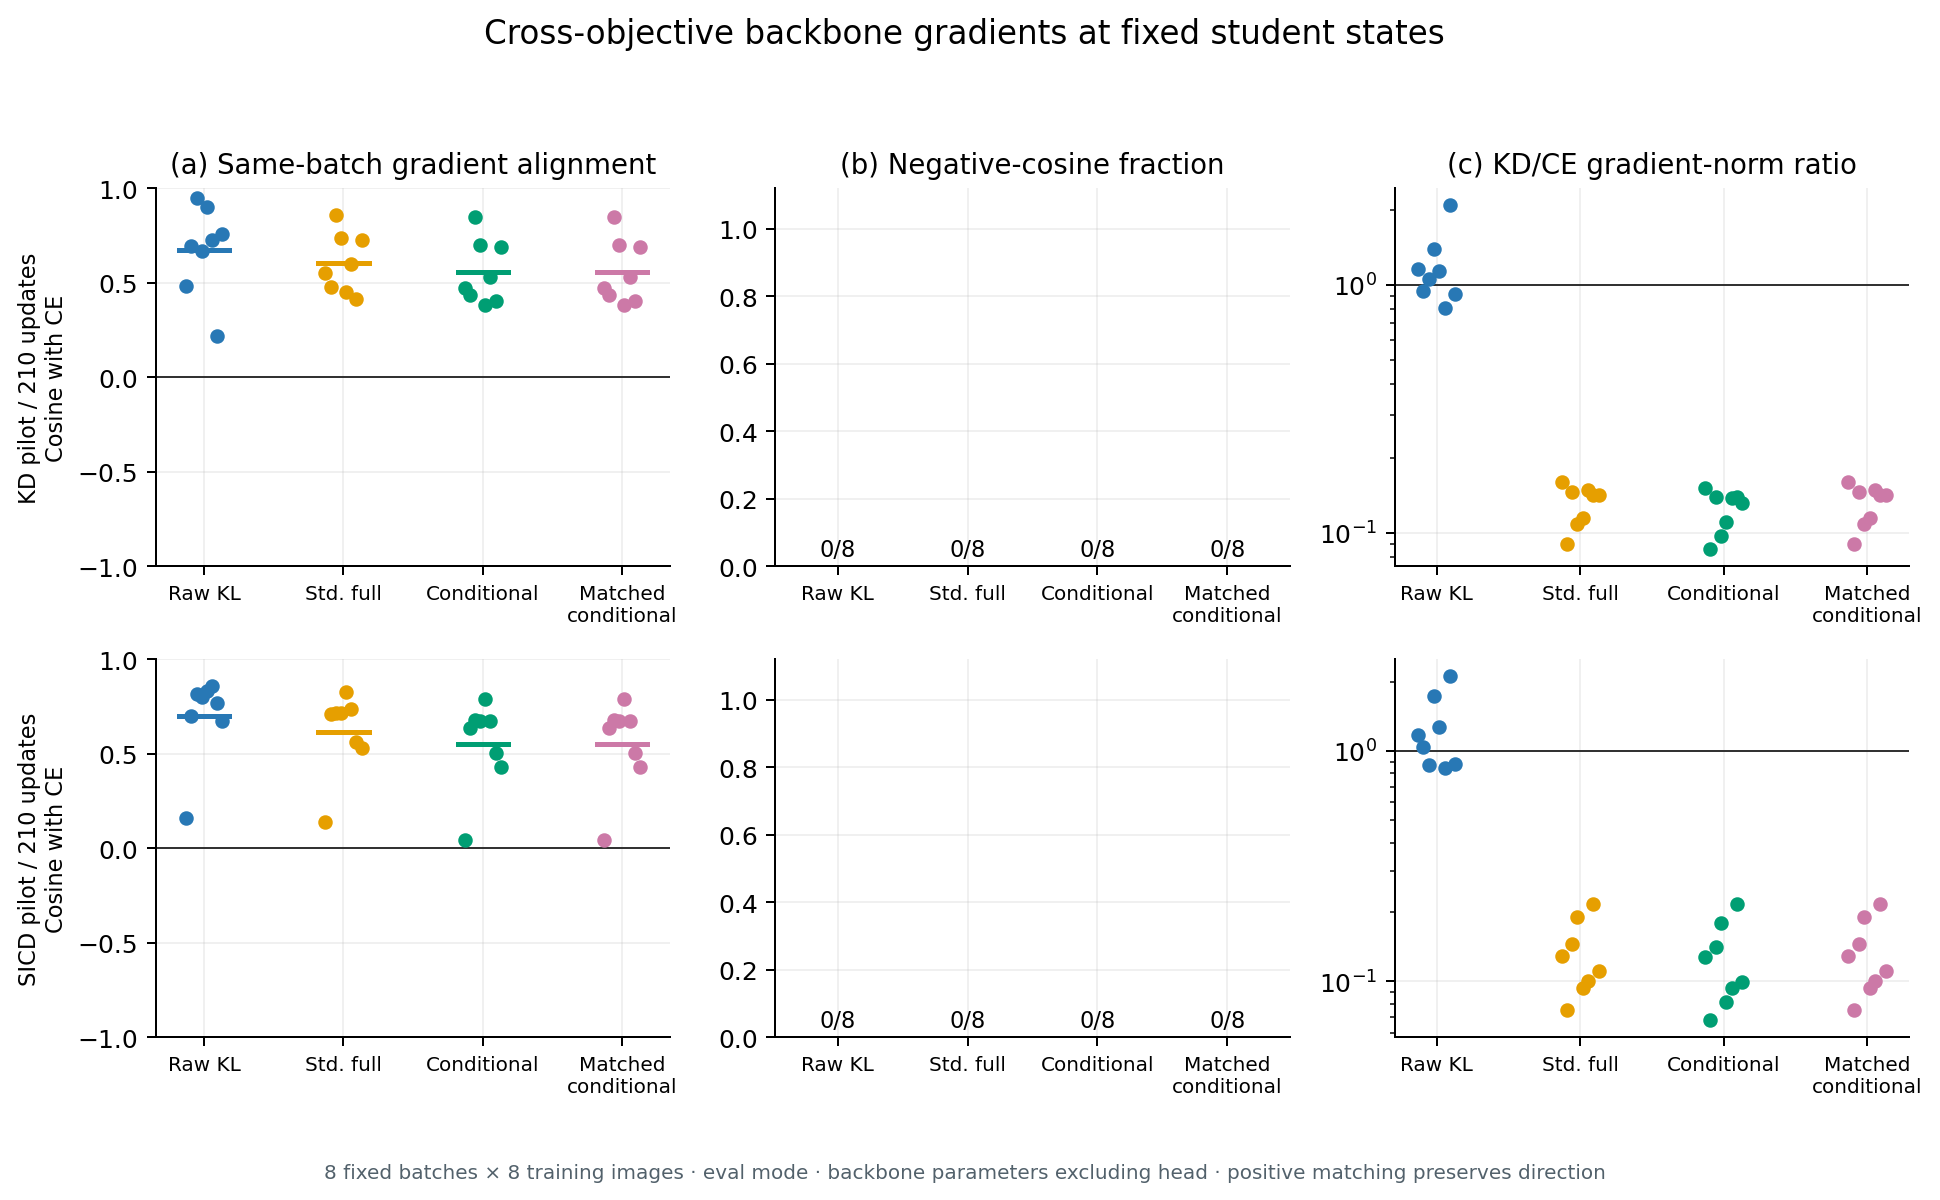 Cross-objective backbone gradients at fixed student states
(a) Same-batch gradient alignment
(b) Negative-cosine fraction
(c) KD/CE gradient-norm ratio
KD pilot / 210 updates
Cosine with CE
1.0
0.5
0.0
−0.5
−1.0
Raw KL
Std. full
Conditional
Matched
conditional
1.0
0.8
0.6
0.4
0.2
0.0
0/8
0/8
0/8
0/8
Raw KL
Std. full
Conditional
Matched
conditional
10⁰
10⁻¹
Raw KL
Std. full
Conditional
Matched
conditional
SICD pilot / 210 updates
Cosine with CE
1.0
0.5
0.0
−0.5
−1.0
Raw KL
Std. full
Conditional
Matched
conditional
1.0
0.8
0.6
0.4
0.2
0.0
0/8
0/8
0/8
0/8
Raw KL
Std. full
Conditional
Matched
conditional
10⁰
10⁻¹
Raw KL
Std. full
Conditional
Matched
conditional
8 fixed batches × 8 training images · eval mode · backbone parameters excluding head · positive matching preserves direction